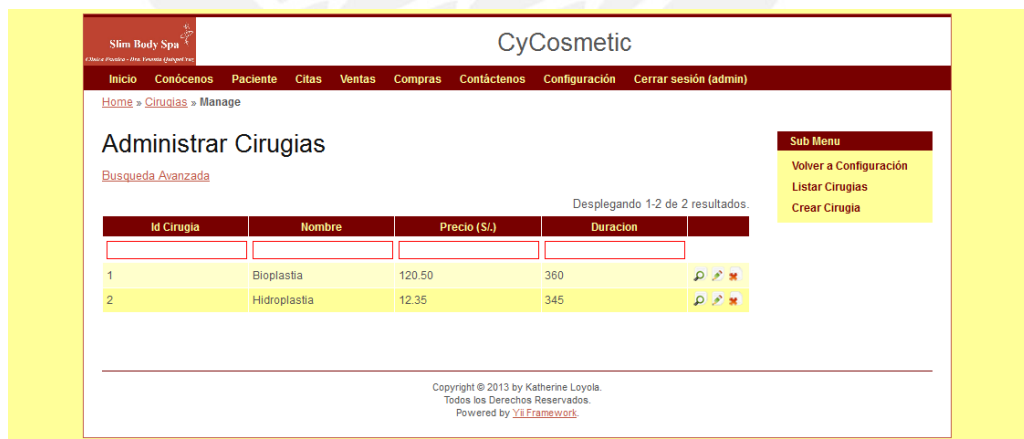 Slim Body Spa
CyCosmetic
Inicio Conócenos Paciente Citas Ventas Compras Contáctenos Configuración Cerrar sesión (admin)
Home » Cirugias » Manage
Administrar Cirugias
Busqueda Avanzada
Desplegando 1-2 de 2 resultados.
Id Cirugia Nombre Precio (S/.) Duracion
1 Bioplastia 120.50 360
2 Hidroplastia 12.35 345
Sub Menu
Volver a Configuración
Listar Cirugias
Crear Cirugia
Copyright © 2013 by Katherine Loyola.
Todos los Derechos Reservados.
Powered by Yii Framework.